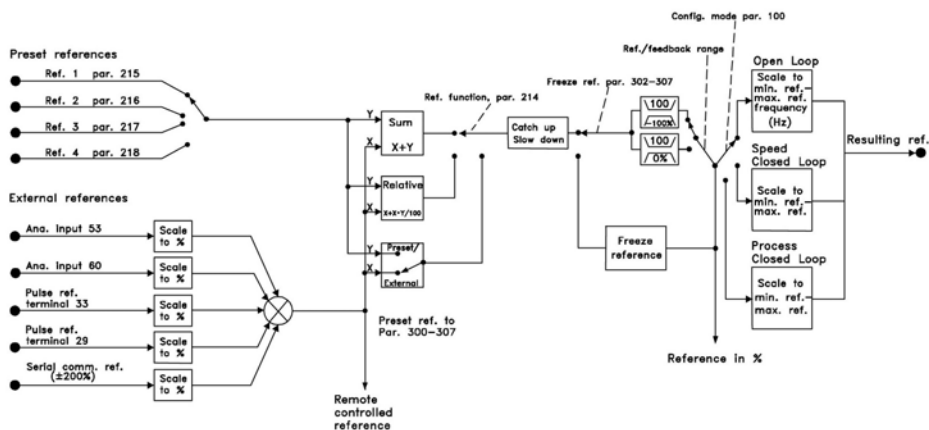 Config. mode par. 100
Ref./feedback range
Preset references
Ref. 1 par. 215
Ref. 2 par. 216
Ref. 3 par. 217
Ref. 4 par. 218
Y
Sum
X
X+Y
Ref. function, par. 214
Freeze ref. par. 302-307
Catch up
Slow down
\100/
/-100%\
\100/
/0%\
Open Loop
Scale to
min. ref.-
max. ref.
frequency
(Hz)
Resulting ref.
Speed
Closed Loop
Scale to
min. ref.-
max. ref.
Process
Closed Loop
Scale to
min. ref.-
max. ref.
Y
Relative
X
X+X·Y/100
Y
Preset/
X
External
Freeze
reference
External references
Ana. Input 53
Scale
to %
Ana. Input 60
Scale
to %
Pulse ref.
terminal 33
Scale
to %
Pulse ref.
terminal 29
Scale
to %
Serial comm. ref.
(±200%)
Scale
to %
Preset ref. to
Par. 300-307
Remote
controlled
reference
Reference in %